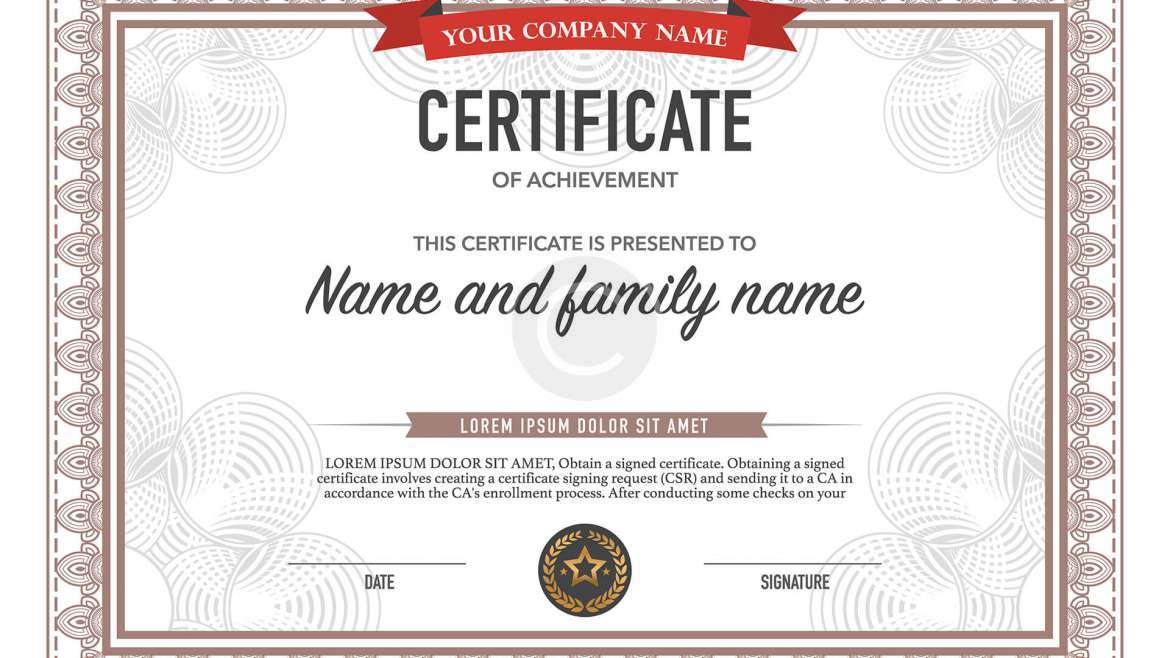 YOUR COMPANY NAME
CERTIFICATE
OF ACHIEVEMENT
THIS CERTIFICATE IS PRESENTED TO
Name and family name
LOREM IPSUM DOLOR SIT AMET
LOREM IPSUM DOLOR SIT AMET, Obtain a signed certificate. Obtaining a signed
certificate involves creating a certificate signing request (CSR) and sending it to a CA in
accordance with the CA's enrollment process. After conducting some checks on your
DATE
SIGNATURE